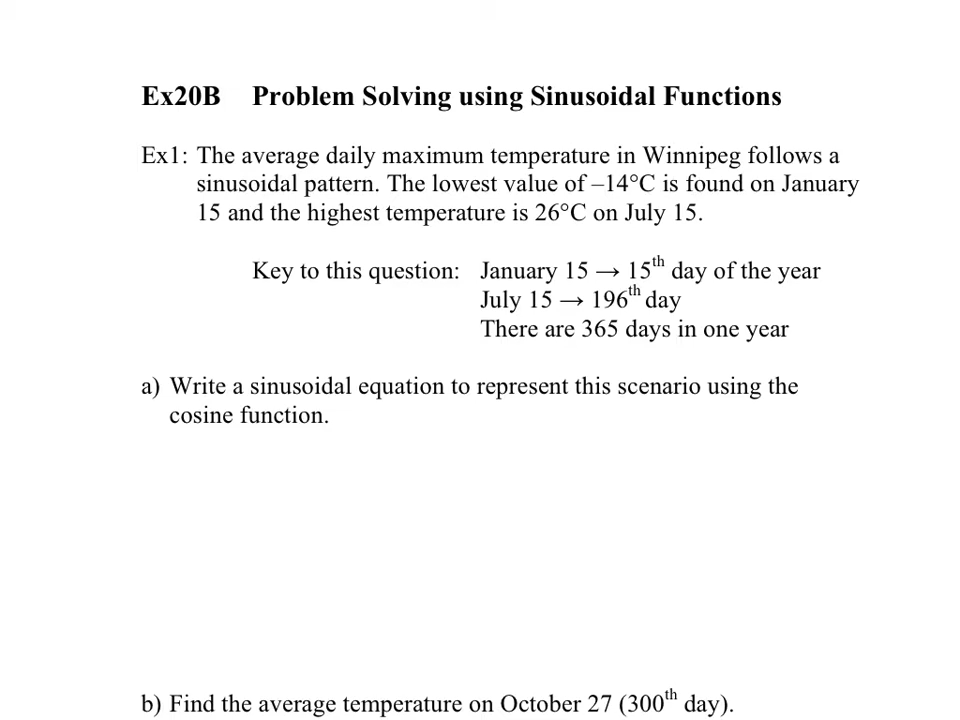 Ex20B Problem Solving using Sinusoidal Functions
Ex1: The average daily maximum temperature in Winnipeg follows a
sinusoidal pattern. The lowest value of –14°C is found on January
15 and the highest temperature is 26°C on July 15.
Key to this question: January 15 → 15th day of the year
July 15 → 196th day
There are 365 days in one year
a) Write a sinusoidal equation to represent this scenario using the
cosine function.
b) Find the average temperature on October 27 (300th day).